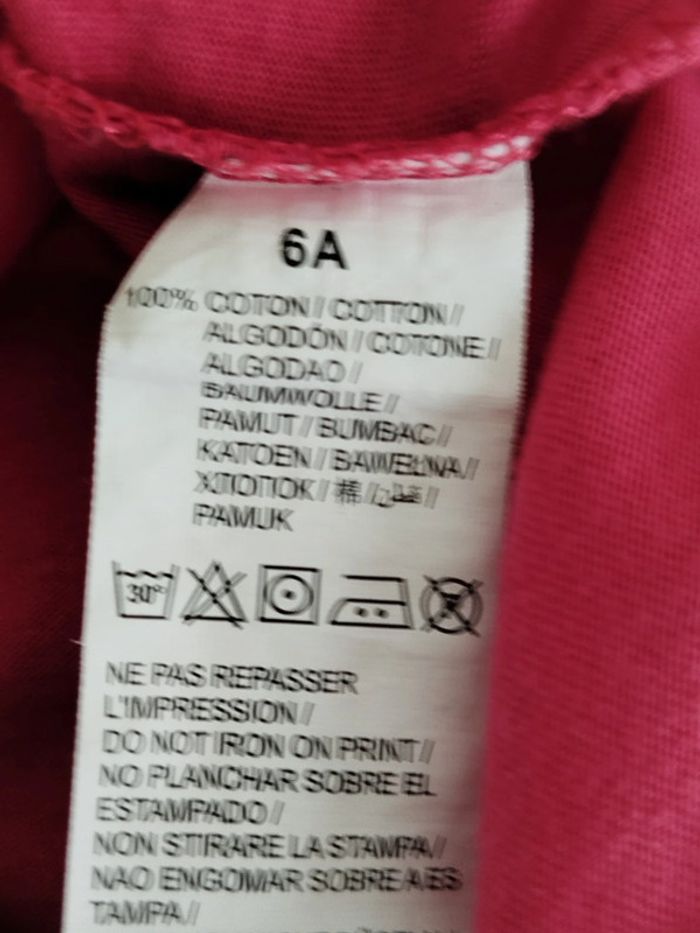 6A
100% COTON / COTTON /
ALGODÓN / COTONE /
ALGODAO /
BAUMWOLLE /
PAMUT / BUMBAC /
KATOEN / BAWEŁNA /
ХЛОПОК / 棉 / قطن /
PAMUK
30°
NE PAS REPASSER
L'IMPRESSION /
DO NOT IRON ON PRINT /
NO PLANCHAR SOBRE EL
ESTAMPADO /
NON STIRARE LA STAMPA /
NAO ENGOMAR SOBRE A ES
TAMPA /